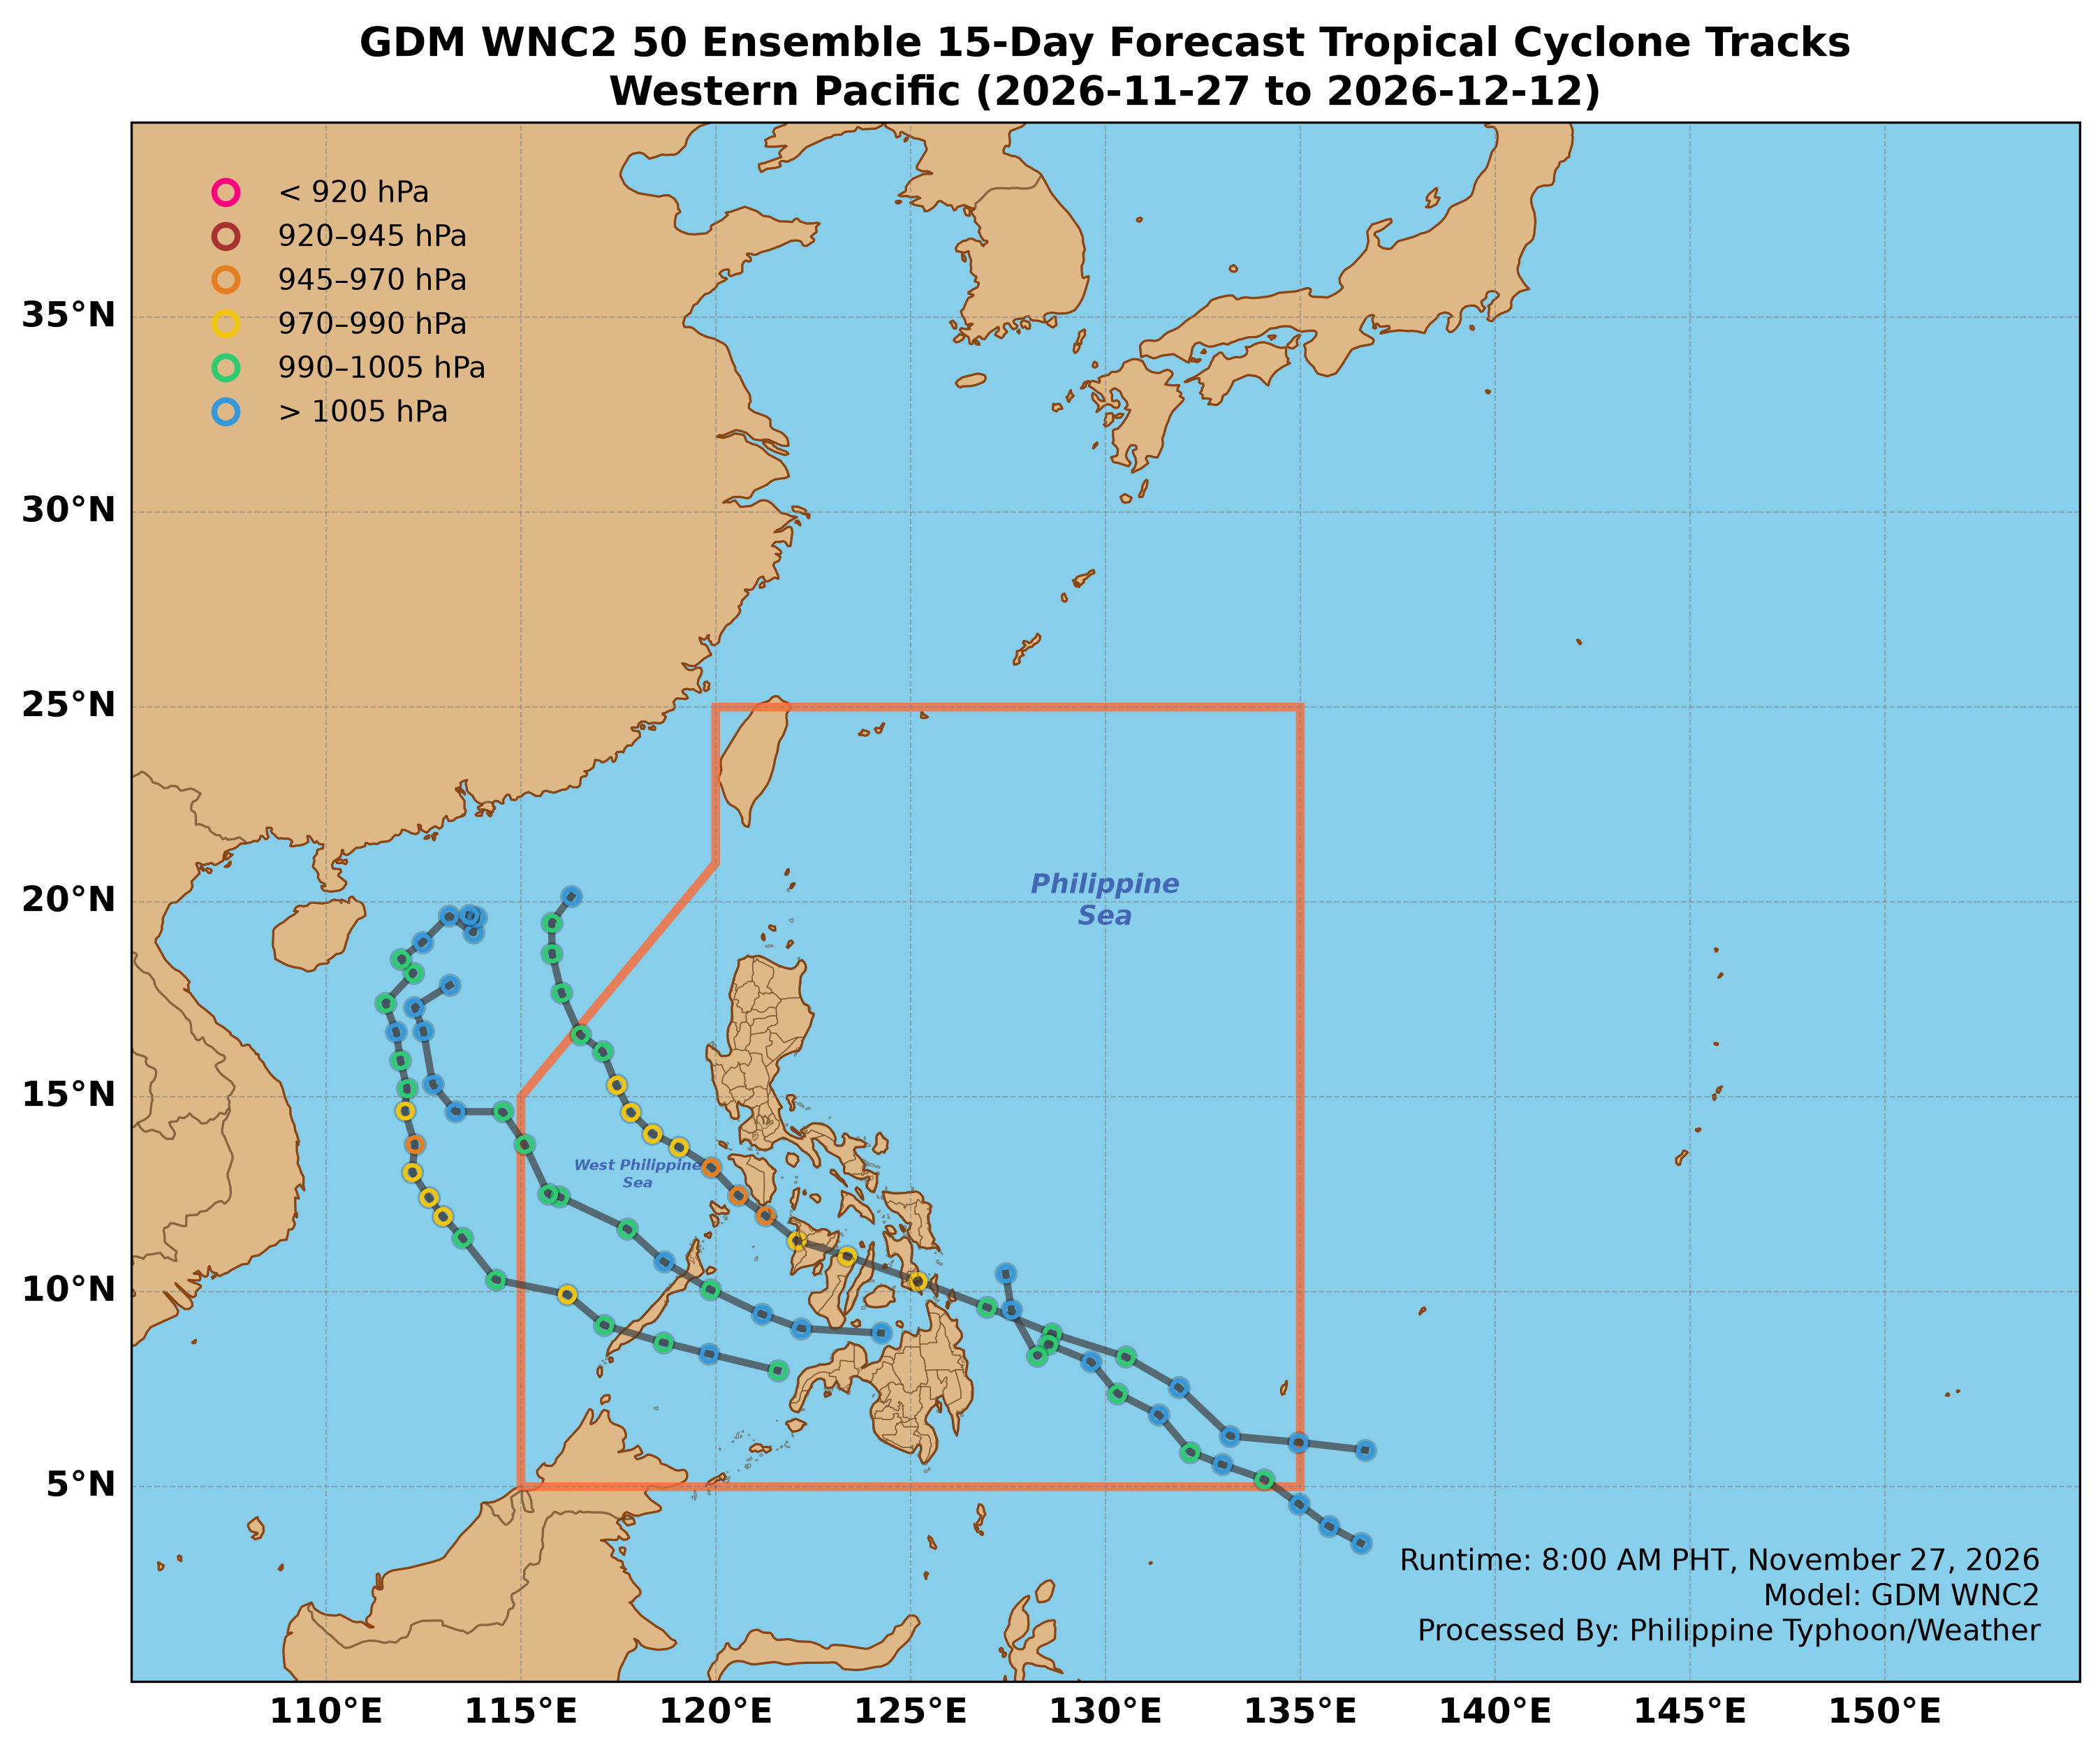 GDM WNC2 50 Ensemble 15-Day Forecast Tropical Cyclone Tracks
Western Pacific (2026-11-27 to 2026-12-12)
< 920 hPa
920–945 hPa
945–970 hPa
970–990 hPa
990–1005 hPa
> 1005 hPa
35°N
30°N
25°N
20°N
15°N
10°N
5°N
Philippine
Sea
West Philippine
Sea
Runtime: 8:00 AM PHT, November 27, 2026
Model: GDM WNC2
Processed By: Philippine Typhoon/Weather
110°E
115°E
120°E
125°E
130°E
135°E
140°E
145°E
150°E